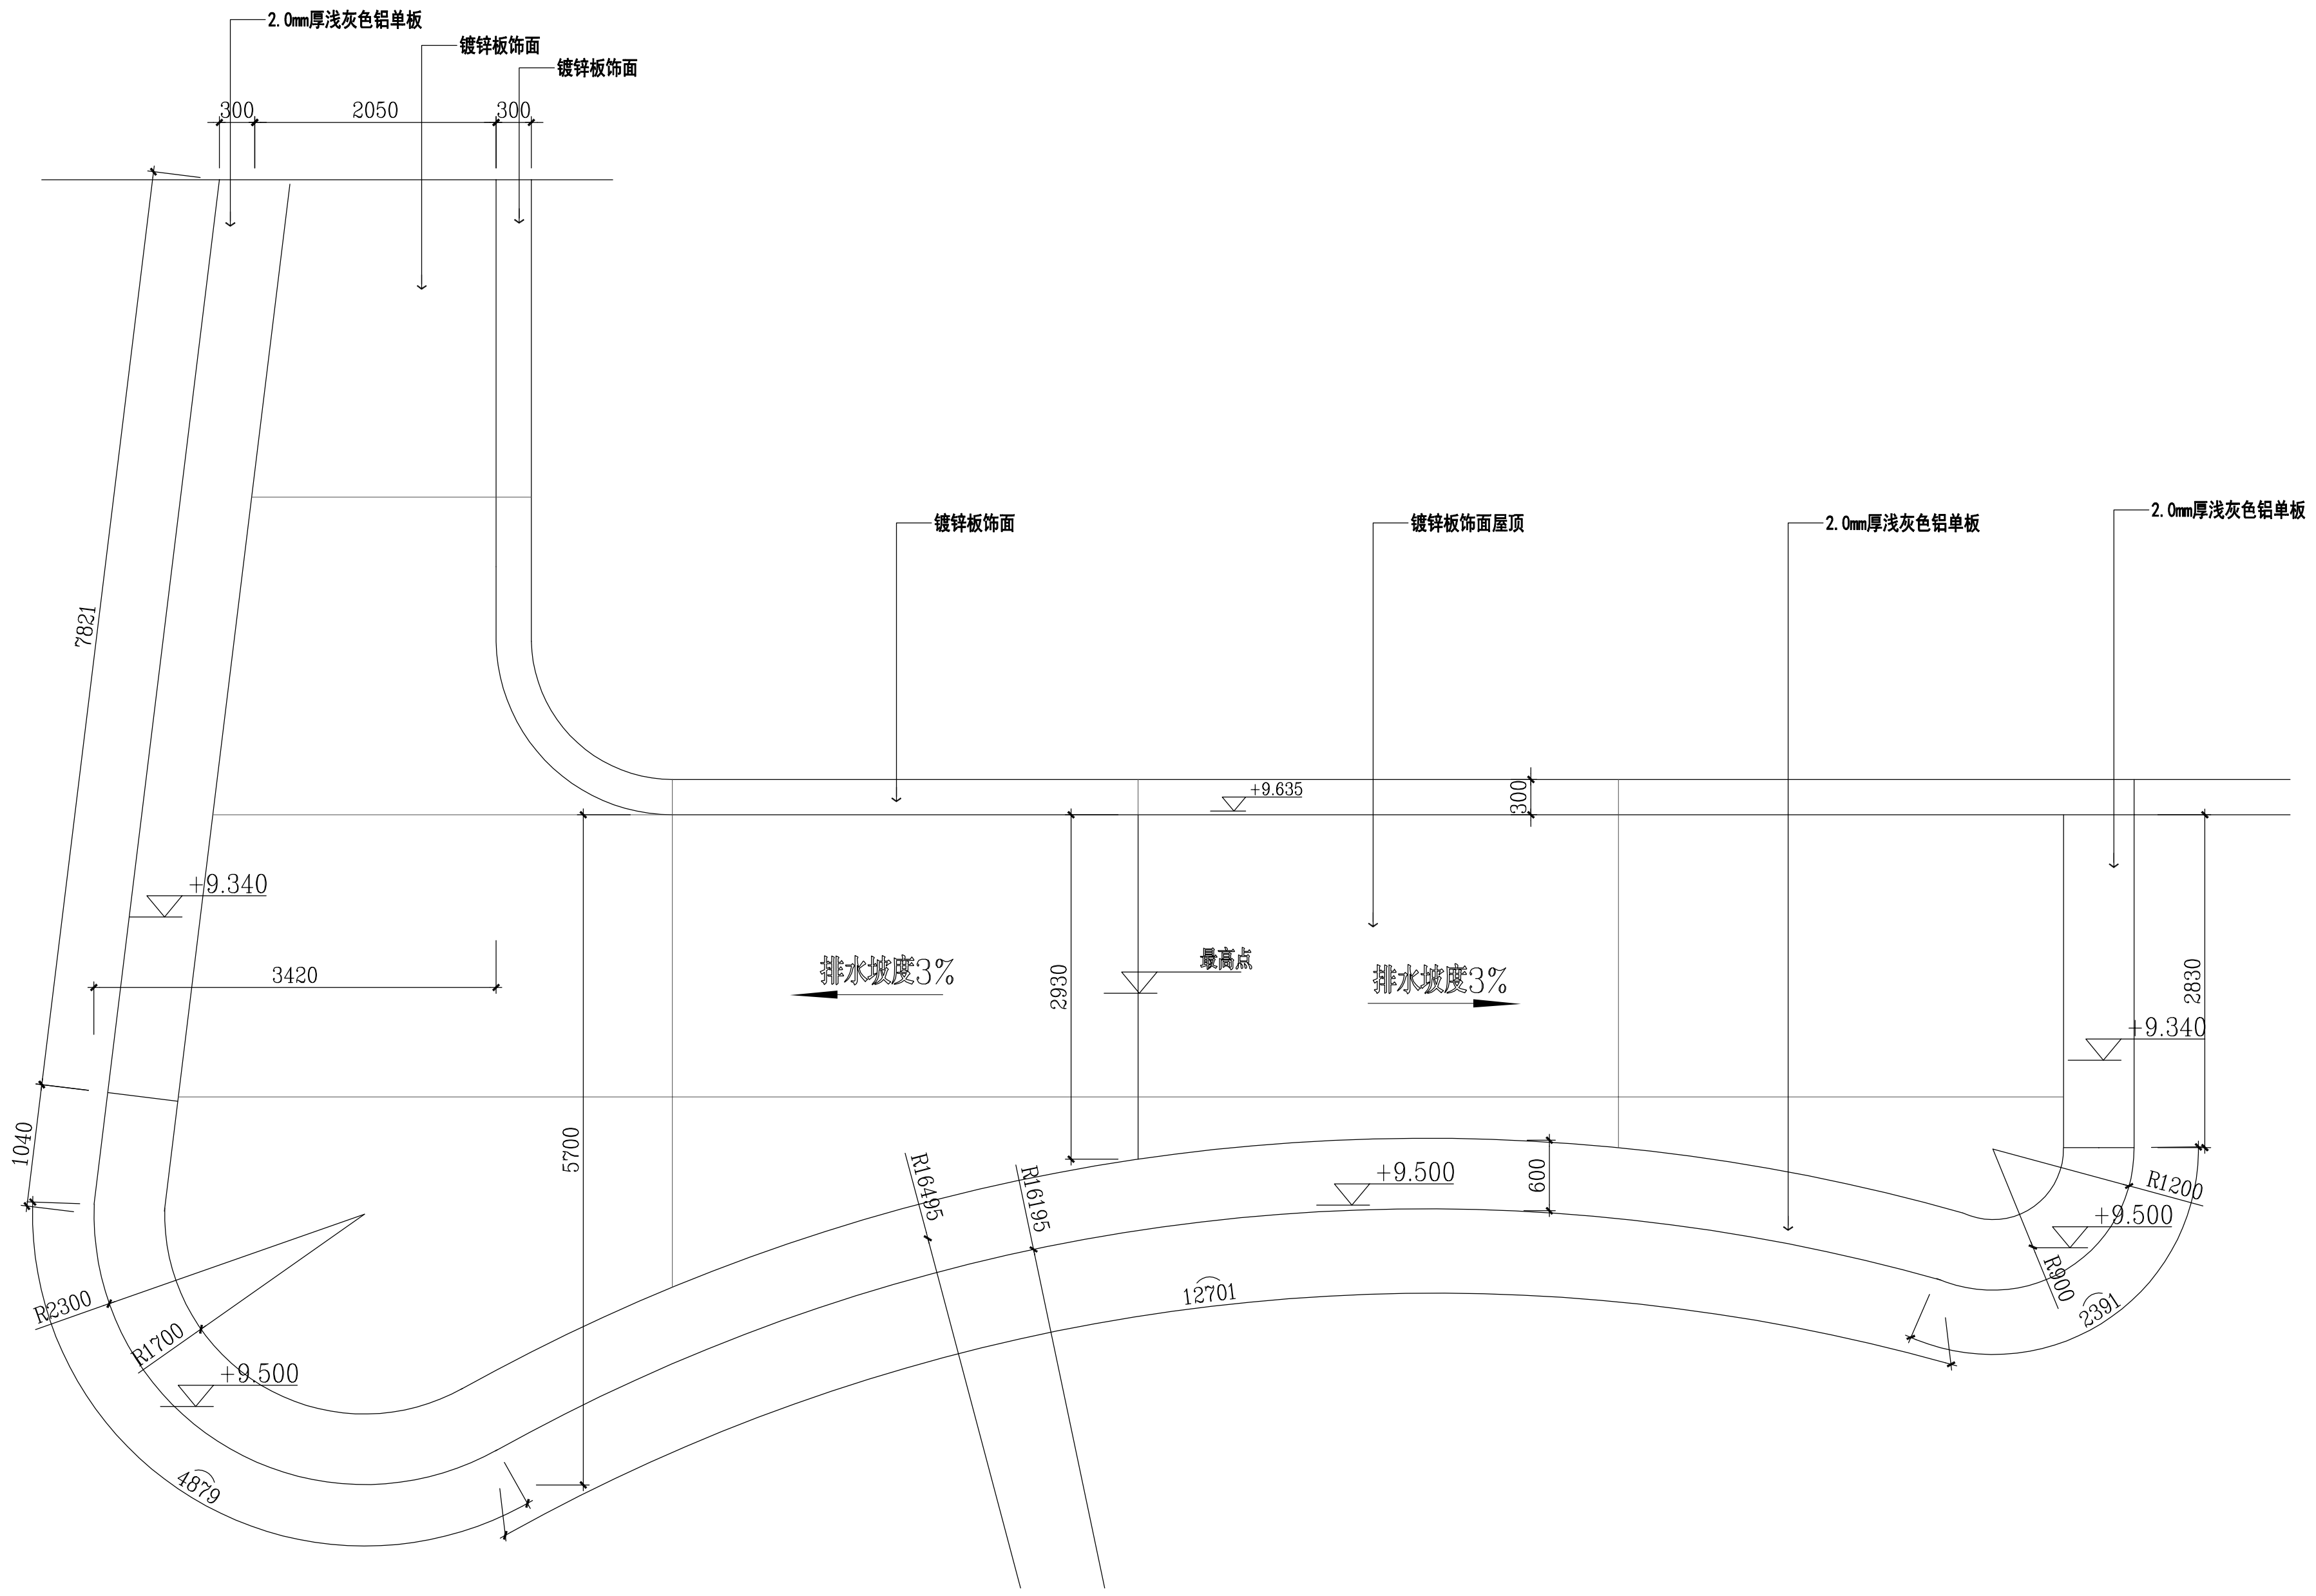 2.0mm厚浅灰色铝单板
镀锌板饰面
镀锌板饰面
300
2050
300
7821
镀锌板饰面
镀锌板饰面屋顶
2.0mm厚浅灰色铝单板
2.0mm厚浅灰色铝单板
+9.635
300
+9.340
3420
排水坡度3%
2930
最高点
排水坡度3%
2830
+9.340
1040
5700
R16495
R16195
+9.500
600
R1200
+9.500
R900
R2300
R1700
12701
2391
+9.500
4879